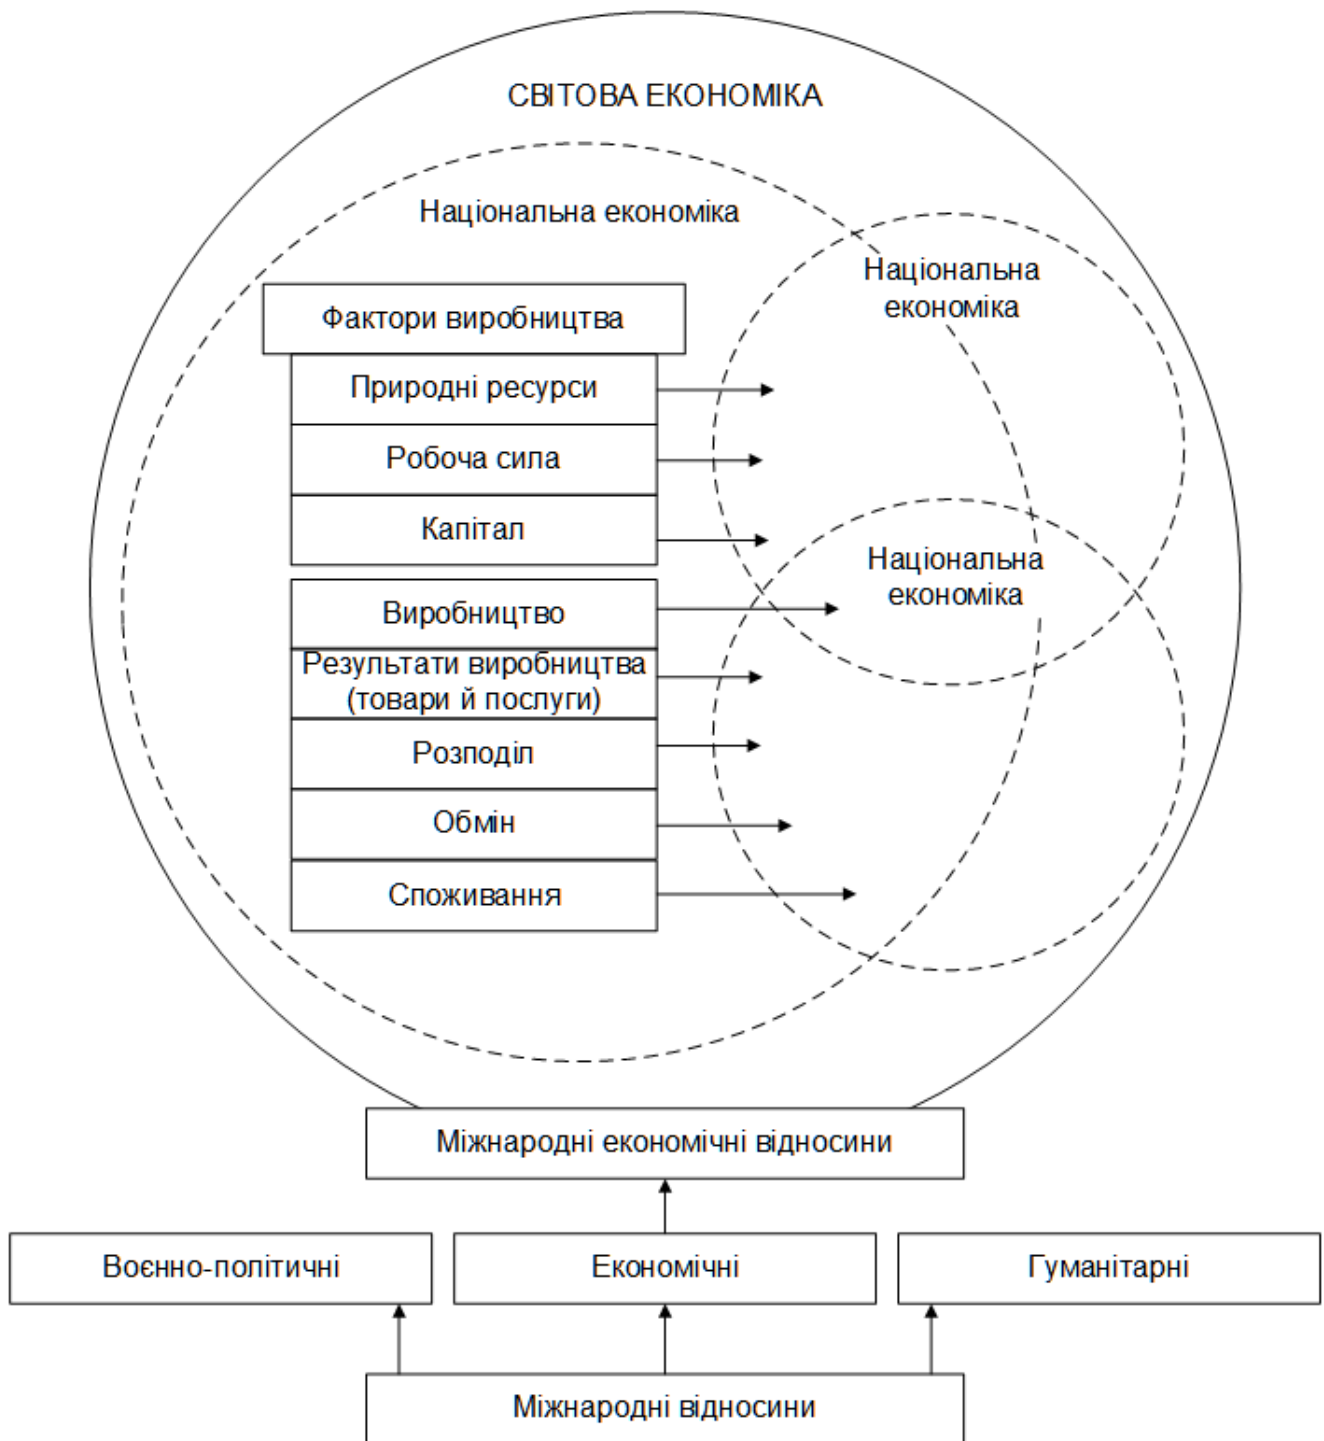 СВІТОВА ЕКОНОМІКА
Національна економіка
Національна
економіка
Фактори виробництва
Природні ресурси
Робоча сила
Капітал
Національна
економіка
Виробництво
Результати виробництва
(товари й послуги)
Розподіл
Обмін
Споживання
Міжнародні економічні відносини
Воєнно-політичні
Економічні
Гуманітарні
Міжнародні відносини